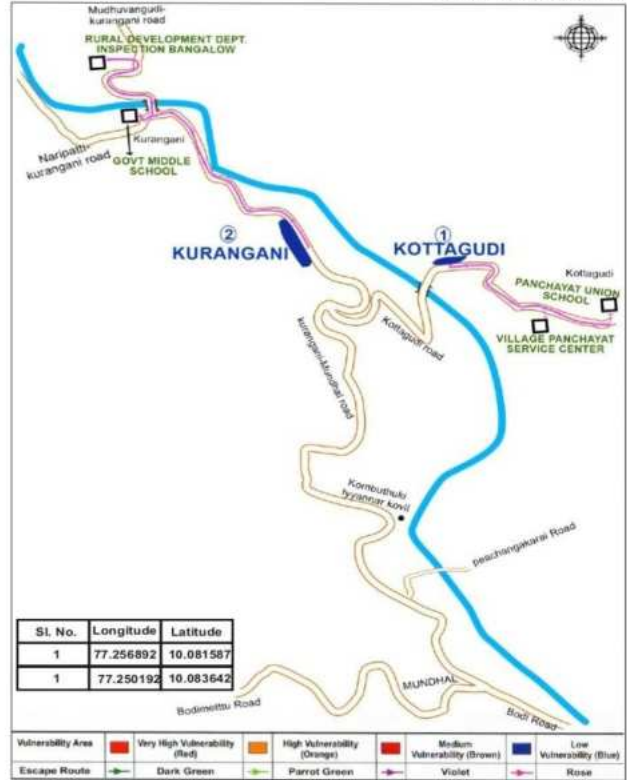 Mudhuvangudi-
kurangani road
RURAL DEVELOPMENT DEPT.
INSPECTION BANGALOW
Kurangani
Naripatti-
kurangani road
GOVT MIDDLE
SCHOOL
②
KURANGANI
①
KOTTAGUDI
Kottagudi
PANCHAYAT UNION
SCHOOL
VILLAGE PANCHAYAT
SERVICE CENTER
Kottagudi road
kurangani-Mundhal road
Kombuthuki
Iyyannar kovil
peachangakarai Road
MUNDHAL
Bodimetttu Road
Bodi Road
Sl. No. Longitude Latitude
1 77.256892 10.081587
1 77.250192 10.083642
Vulnerability Area Very High Vulnerability (Red) High Vulnerability (Orange) Medium Vulnerability (Brown) Low Vulnerability (Blue)
Escape Route Dark Green Parrot Green Violet Rose